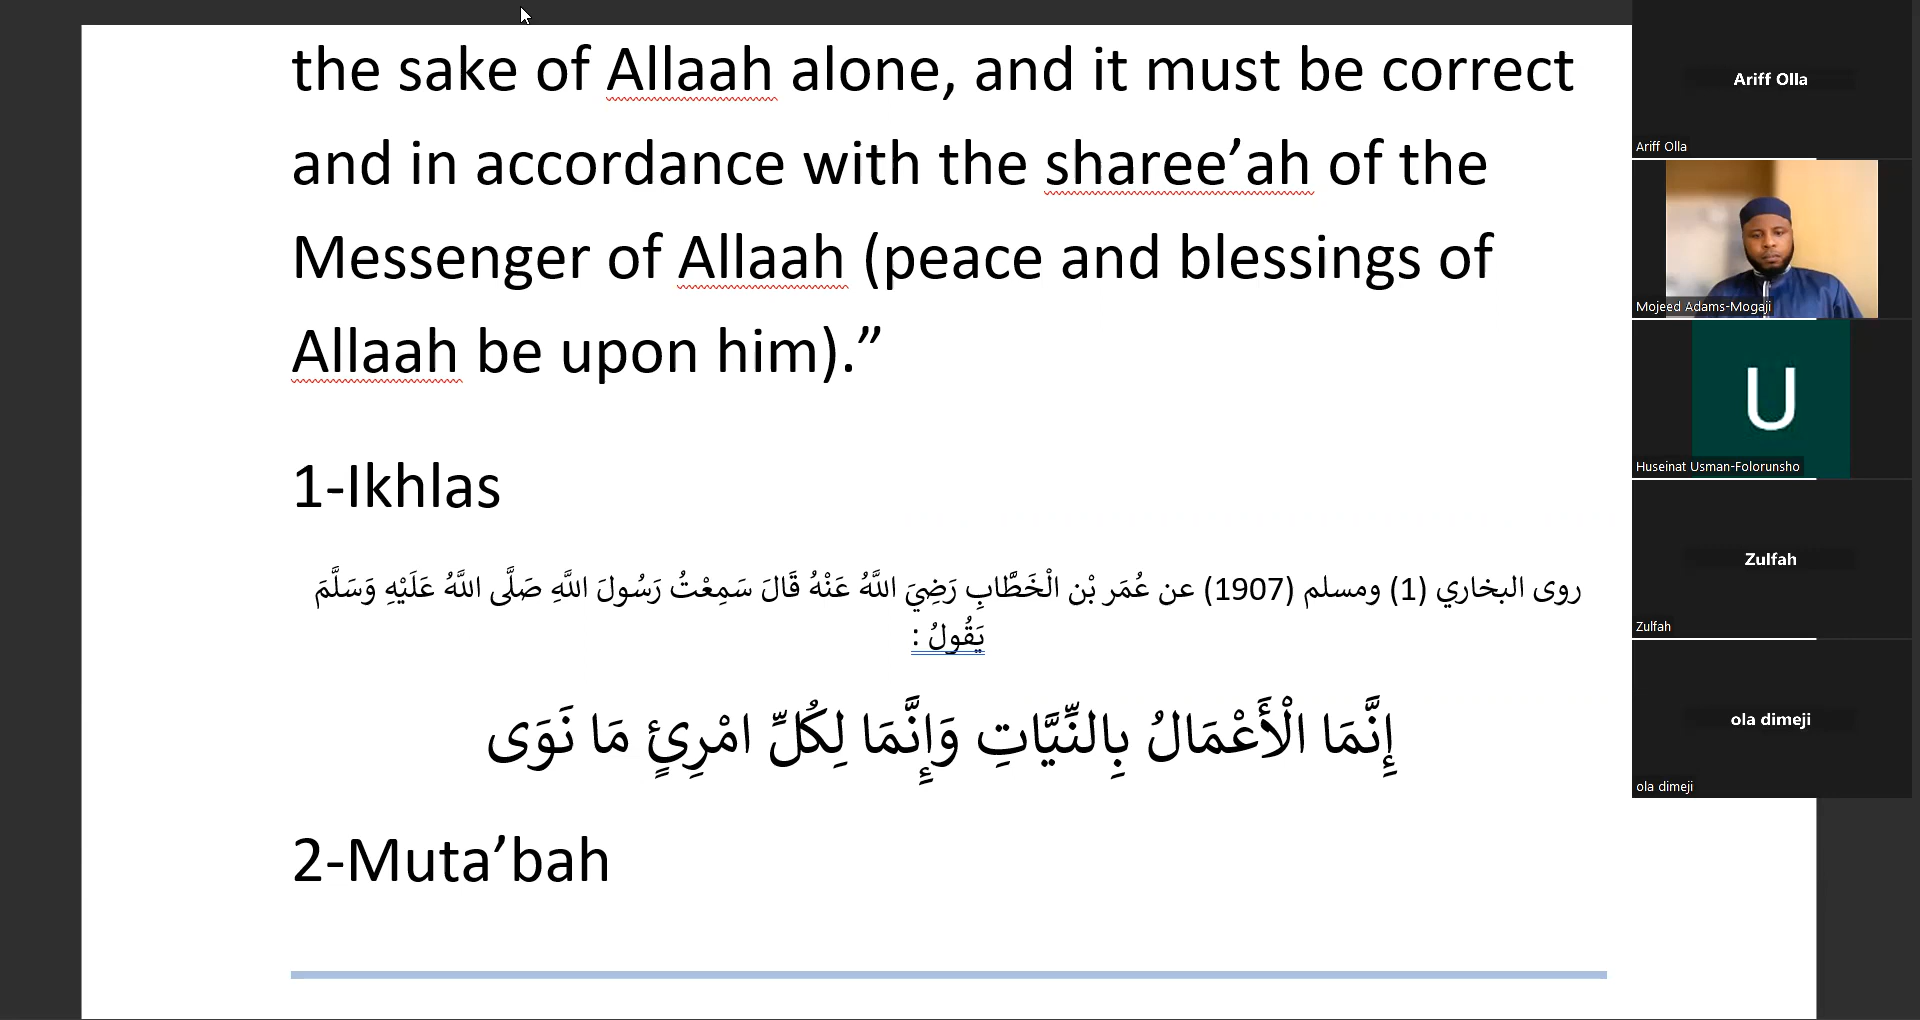 the sake of Allaah alone, and it must be correct
and in accordance with the sharee’ah of the
Messenger of Allaah (peace and blessings of
Allaah be upon him).”
1-Ikhlas
روى البخاري (1) ومسلم (1907) عن عُمَر بْن الْخَطَّابِ رَضِيَ اللَّهُ عَنْهُ قَالَ سَمِعْتُ رَسُولَ اللَّهِ صَلَّى اللَّهُ عَلَيْهِ وَسَلَّمَ
يَقُولُ :
إِنَّمَا الْأَعْمَالُ بِالنِّيَّاتِ وَإِنَّمَا لِكُلِّ امْرِئٍ مَا نَوَى
2-Muta’bah
Ariff Olla
Ariff Olla
Mojeed Adams-Mogaji
U
Huseinat Usman-Folorunsho
Zulfah
Zulfah
ola dimeji
ola dimeji